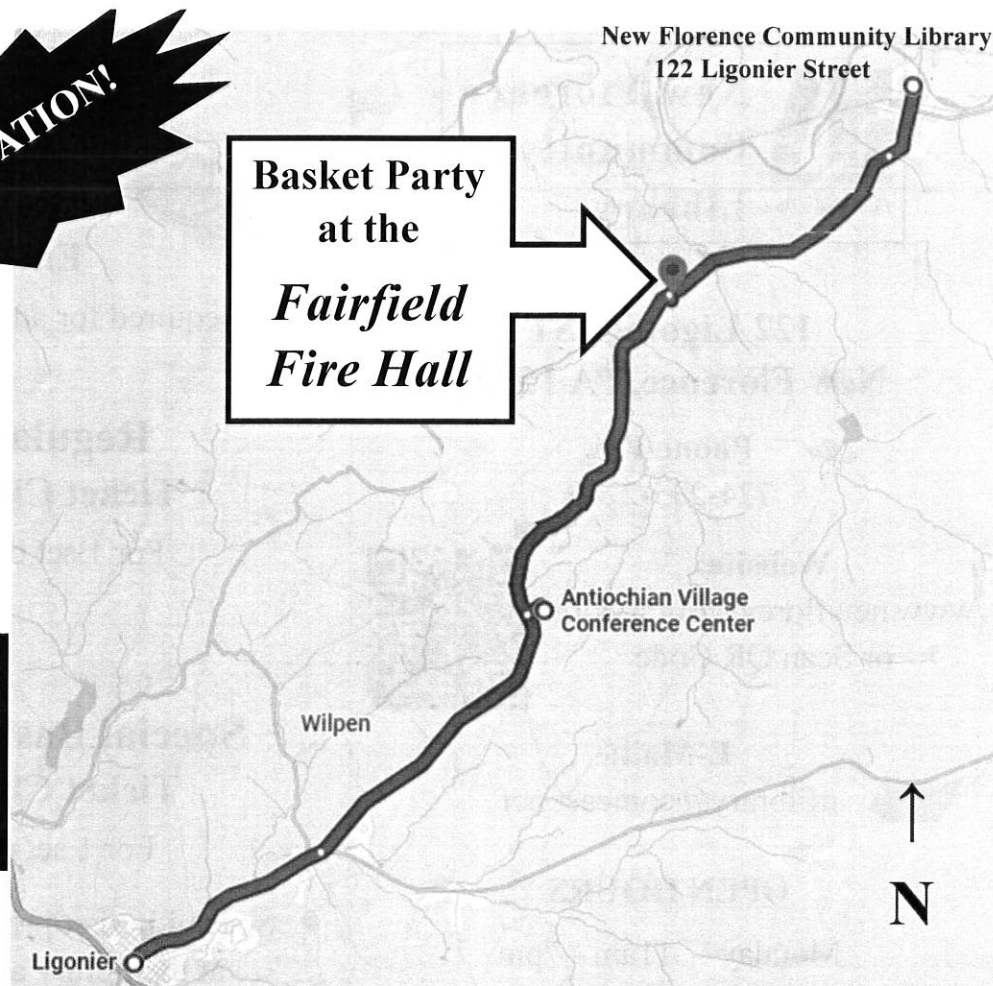 ATION!
New Florence Community Library
122 Ligonier Street
Basket Party
at the
Fairfield
Fire Hall
Antiochian Village
Conference Center
Wilpen
N
Ligonier